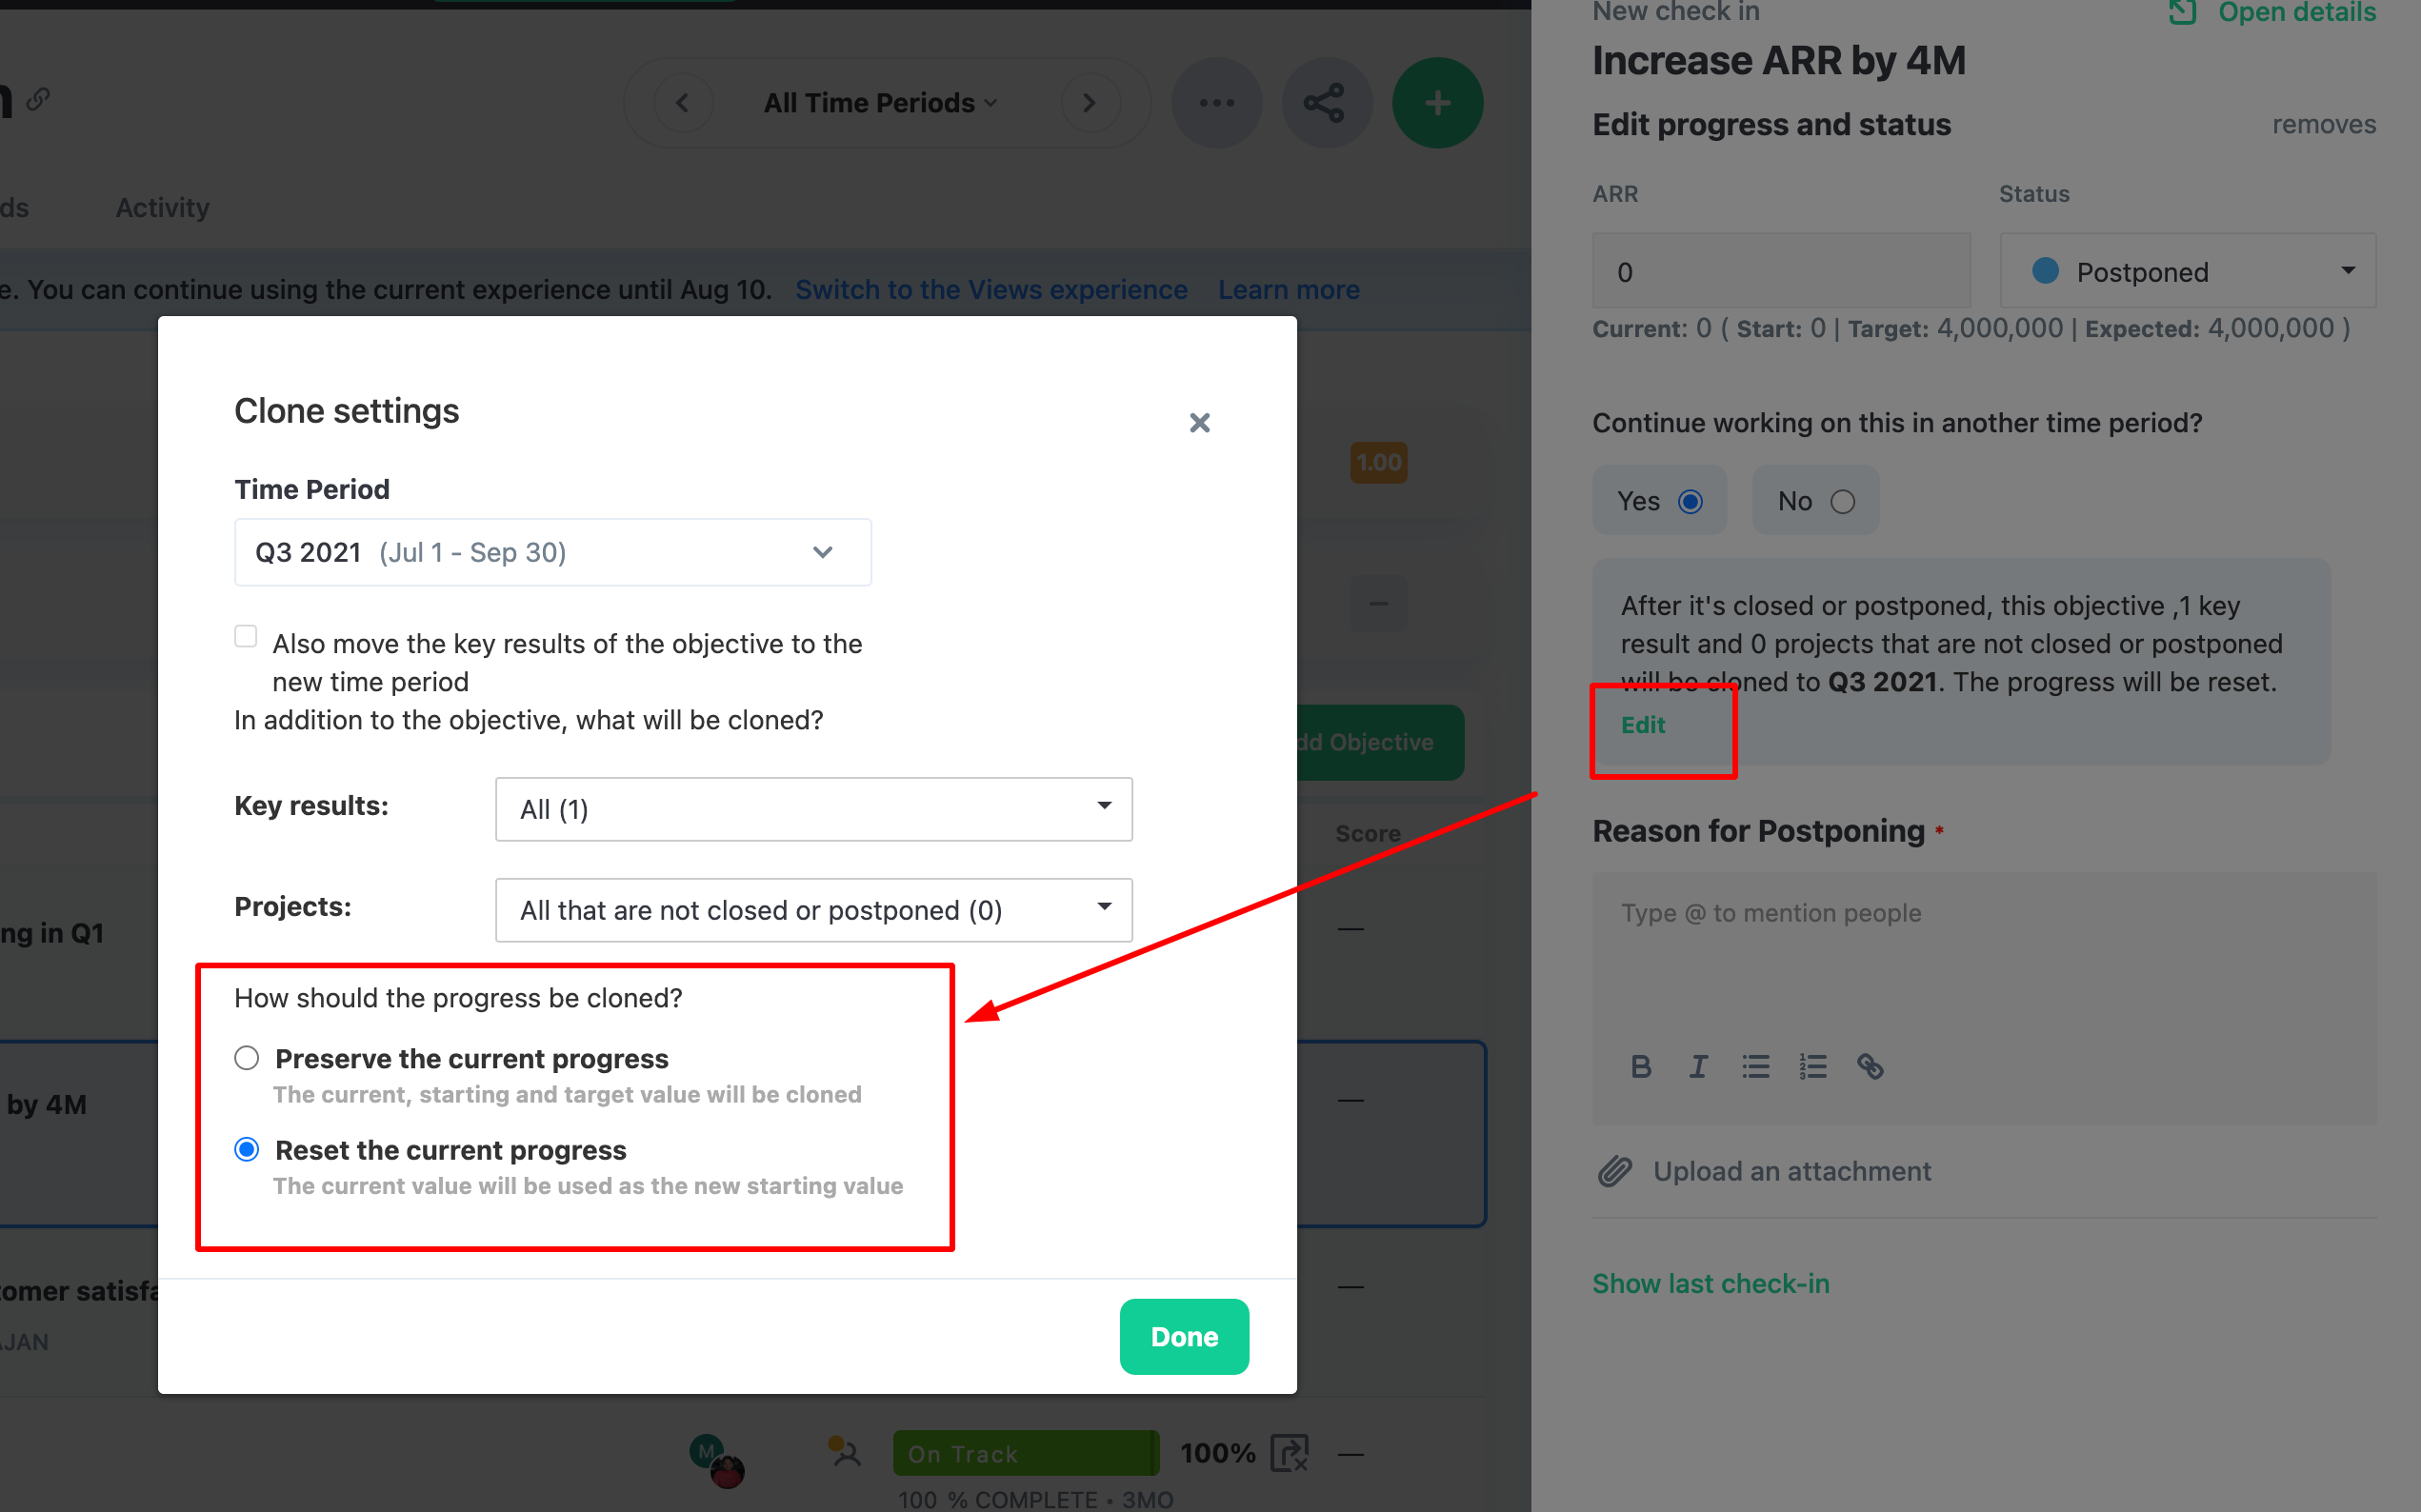 All Time Periods
ds
Activity
e. You can continue using the current experience until Aug 10. Switch to the Views experience Learn more
Clone settings
Time Period
Q3 2021 (Jul 1 - Sep 30)
Also move the key results of the objective to the
new time period
In addition to the objective, what will be cloned?
Key results: All (1)
Projects: All that are not closed or postponed (0)
How should the progress be cloned?
Preserve the current progress
The current, starting and target value will be cloned
Reset the current progress
The current value will be used as the new starting value
Done
1.00
dd Objective
Score
ng in Q1
by 4M
tomer satisfa
AJAN
M
On Track 100%
100 % COMPLETE • 3MO
New check in
Open details
Increase ARR by 4M
Edit progress and status
removes
ARR
Status
0
Postponed
Current: 0 ( Start: 0 | Target: 4,000,000 | Expected: 4,000,000 )
Continue working on this in another time period?
Yes
No
After it's closed or postponed, this objective ,1 key
result and 0 projects that are not closed or postponed
will be cloned to Q3 2021. The progress will be reset.
Edit
Reason for Postponing *
Type @ to mention people
B I
Upload an attachment
Show last check-in